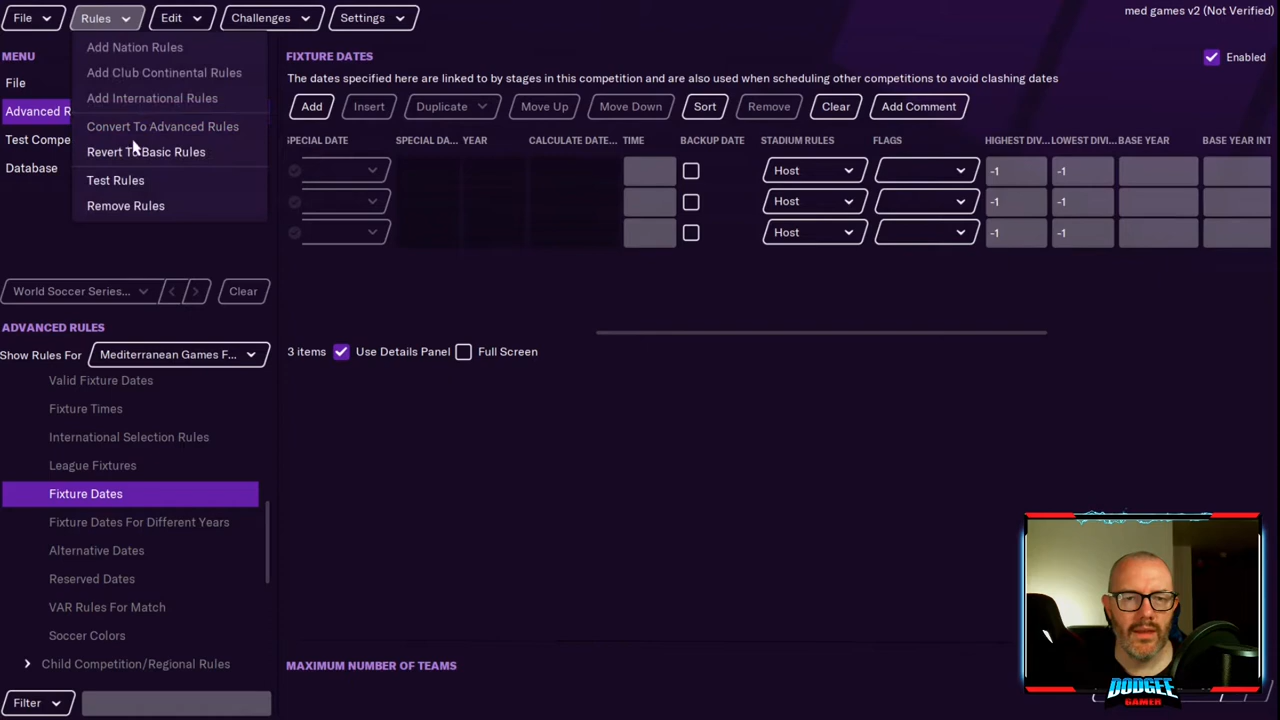 File
Rules
Edit
Challenges
Settings
med games v2 (Not Verified)
Add Nation Rules
Add Club Continental Rules
Add International Rules
Convert To Advanced Rules
Revert To Basic Rules
Test Rules
Remove Rules
MENU
File
Advanced R
Test Compe
Database
World Soccer Series...
Clear
ADVANCED RULES
Show Rules For
Mediterranean Games F...
Valid Fixture Dates
Fixture Times
International Selection Rules
League Fixtures
Fixture Dates
Fixture Dates For Different Years
Alternative Dates
Reserved Dates
VAR Rules For Match
Soccer Colors
Child Competition/Regional Rules
Filter
FIXTURE DATES
Enabled
The dates specified here are linked to by stages in this competition and are also used when scheduling other competitions to avoid clashing dates
Add
Insert
Duplicate
Move Up
Move Down
Sort
Remove
Clear
Add Comment
SPECIAL DATE SPECIAL DA... YEAR CALCULATE DATE... TIME BACKUP DATE STADIUM RULES FLAGS HIGHEST DIV... LOWEST DIV... BASE YEAR BASE YEAR INT
Host -1 -1
Host -1 -1
Host -1 -1
3 items Use Details Panel Full Screen
MAXIMUM NUMBER OF TEAMS
DODGEE
GAMER